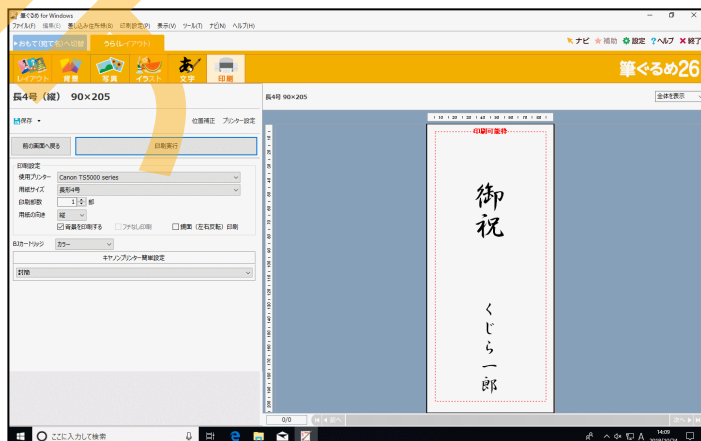 筆ぐるめ for Windows
ファイル(F) 編集(E) 差し込み住所録(B) 印刷設定(P) 表示(V) ツール(T) ナビ(N) ヘルプ(H)
おもて(宛て名)へ切替 うら(レイアウト)
ナビ 補助 設定 ?ヘルプ ×終了
レイアウト 背景 写真 イラスト 文字 印刷
筆ぐるめ26
長4号（縦） 90×205
長4号 90×205
全体を表示
保存
位置補正 プリンター設定
前の画面へ戻る
印刷実行
印刷設定
使用プリンター Canon TS5000 series
用紙サイズ 長形4号
印刷部数 1 部
用紙の向き 縦
背景を印刷する フチなし印刷 鏡面（左右反転）印刷
BJカートリッジ カラー
キヤノンプリンター簡単設定
封筒
印刷可能枠
御祝
くじら一郎
0/0
前へ
次へ
ここに入力して検索
A
14:09